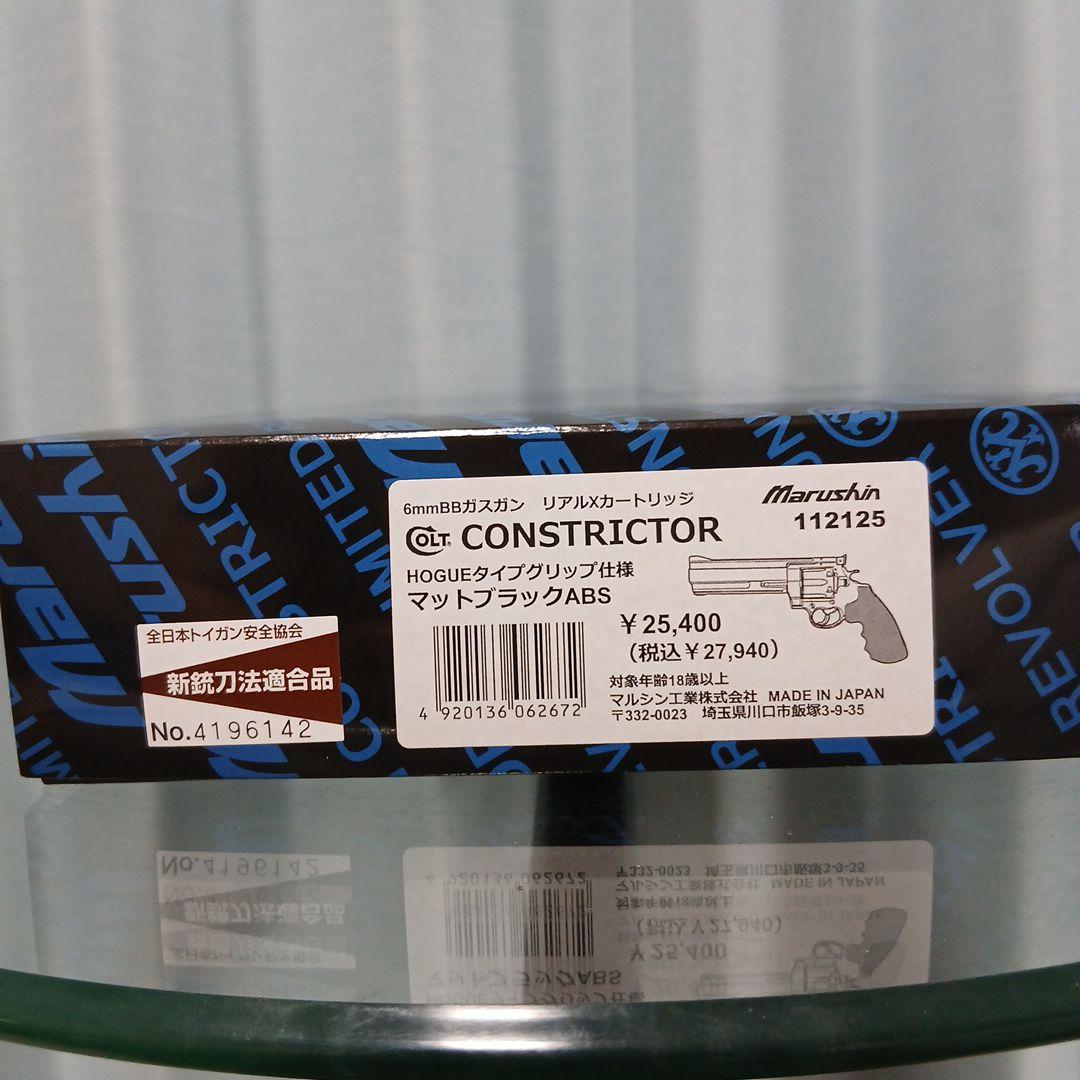 6mmBBガスガン リアルXカートリッジ
Marushin
COLT CONSTRICTOR
112125
HOGUEタイプグリップ仕様
マットブラックABS
￥25,400
(税込￥27,940)
4 920136 062672
対象年齢18歳以上
マルシン工業株式会社 MADE IN JAPAN
〒332-0023 埼玉県川口市飯塚3-9-35
全日本トイガン安全協会
新銃刀法適合品
No.4196142
Marushin
REVOLVER